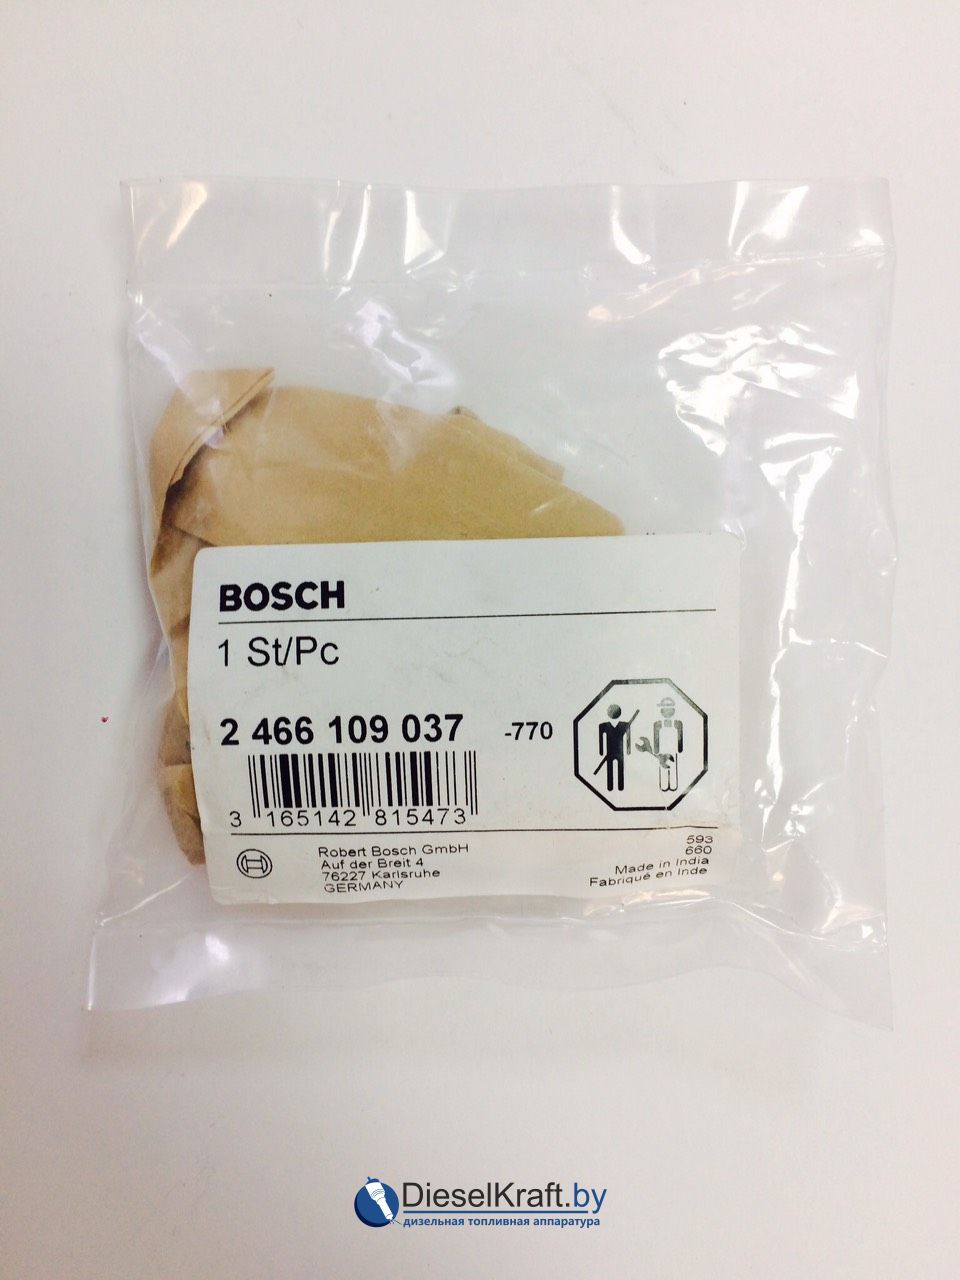 BOSCH
1 St/Pc
2 466 109 037 -770
3 165142 815473
Robert Bosch GmbH
Auf der Breit 4
76227 Karlsruhe
GERMANY
593
660
Made in India
Fabriqué en Inde
DieselKraft.by
дизельная топливная аппаратура